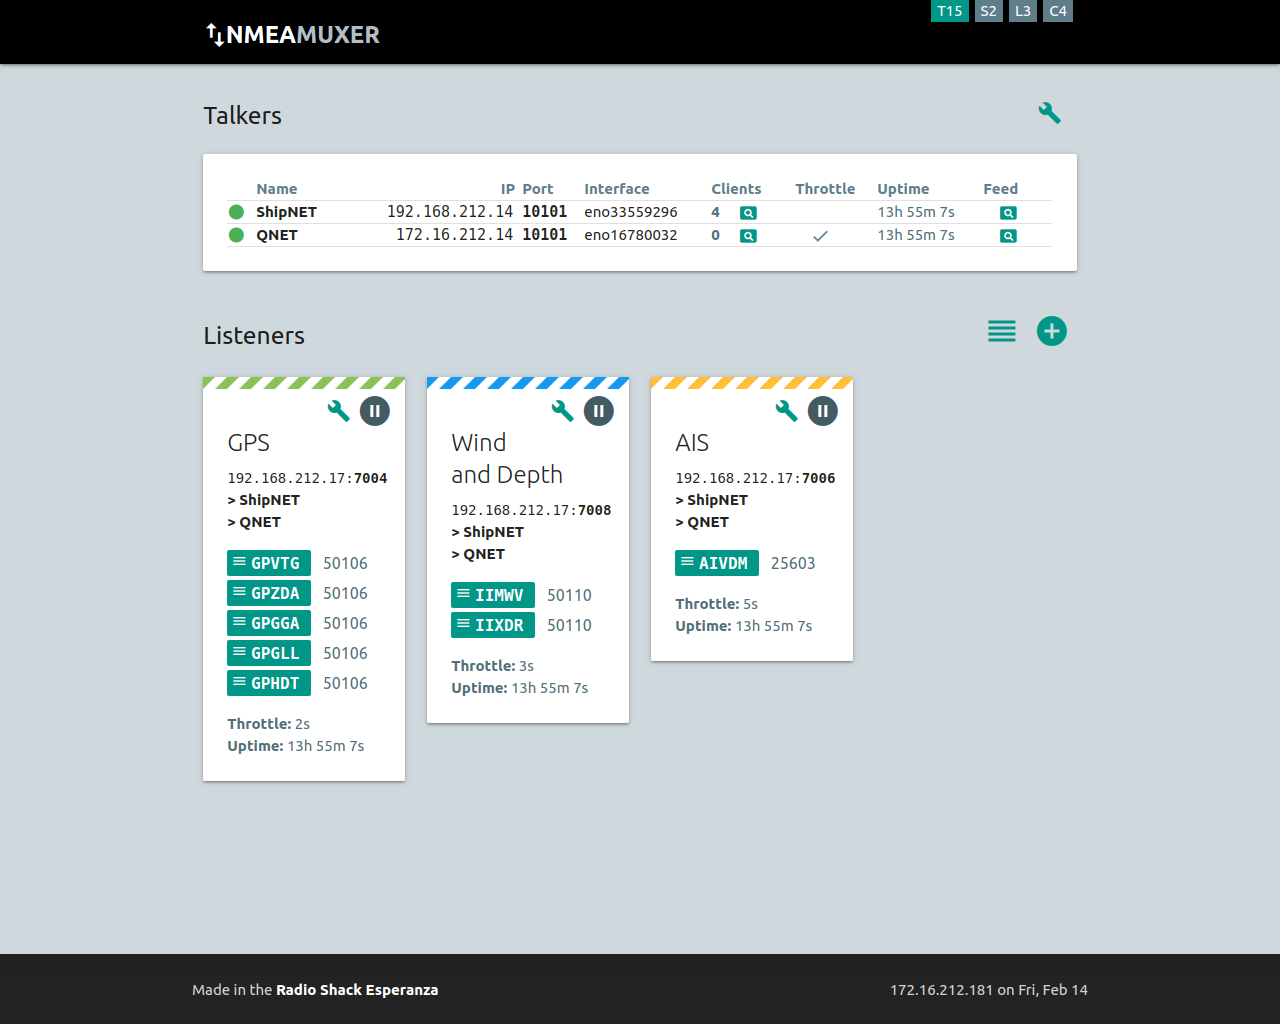 NMEAMUXER
T15 S2 L3 C4
Talkers
Name IP Port Interface Clients Throttle Uptime Feed
ShipNET 192.168.212.14 10101 eno33559296 4 13h 55m 7s
QNET 172.16.212.14 10101 eno16780032 0 13h 55m 7s
Listeners
GPS
192.168.212.17:7004
> ShipNET
> QNET
GPVTG 50106
GPZDA 50106
GPGGA 50106
GPGLL 50106
GPHDT 50106
Throttle: 2s
Uptime: 13h 55m 7s
Wind
and Depth
192.168.212.17:7008
> ShipNET
> QNET
IIMWV 50110
IIXDR 50110
Throttle: 3s
Uptime: 13h 55m 7s
AIS
192.168.212.17:7006
> ShipNET
> QNET
AIVDM 25603
Throttle: 5s
Uptime: 13h 55m 7s
Made in the Radio Shack Esperanza
172.16.212.181 on Fri, Feb 14